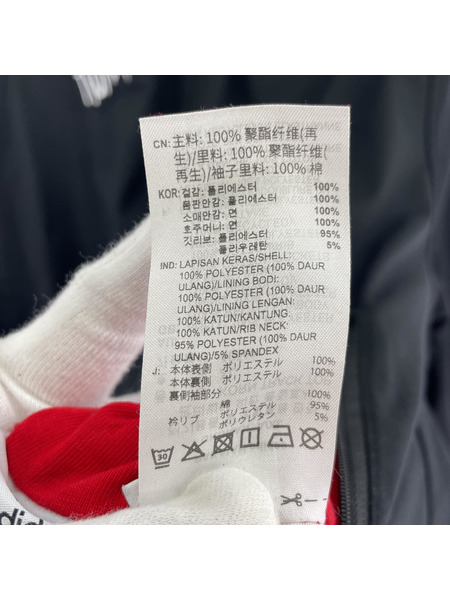 CN: 主料: 100% 聚酯纤维(再
生)/里料: 100% 聚酯纤维(
再生)/袖子里料: 100% 棉
KOR: 겉감: 폴리에스터 100%
몸판안감: 폴리에스터 100%
소매안감: 면 100%
호주머니: 면 100%
깃리브: 폴리에스터 95%
폴리우레탄 5%
IND: LAPISAN KERAS/SHELL:
100% POLYESTER (100% DAUR
ULANG)/LINING BODI:
100% POLYESTER (100% DAUR
ULANG)/LINING LENGAN:
100% KATUN/KANTUNG.
100% KATUN/RIB NECK:
95% POLYESTER (100% DAUR
ULANG)/5% SPANDEX
J: 本体表側 ポリエステル 100%
本体裏側 ポリエステル 100%
裏側袖部分 100%
綿
衿リブ ポリエステル 95%
ポリウレタン 5%
30